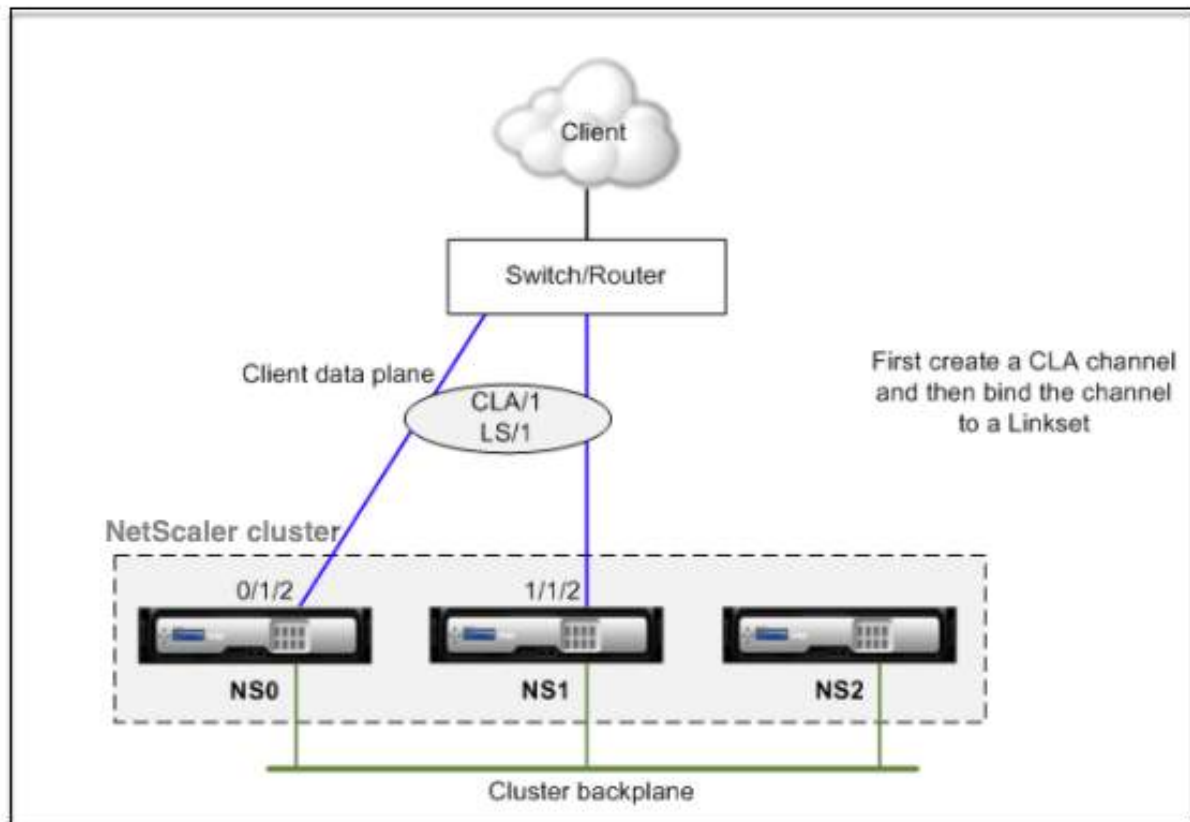 Client
Switch/Router
Client data plane
CLA/1
LS/1
First create a CLA channel
and then bind the channel
to a Linkset
NetScaler cluster
0/1/2
1/1/2
NS0
NS1
NS2
Cluster backplane